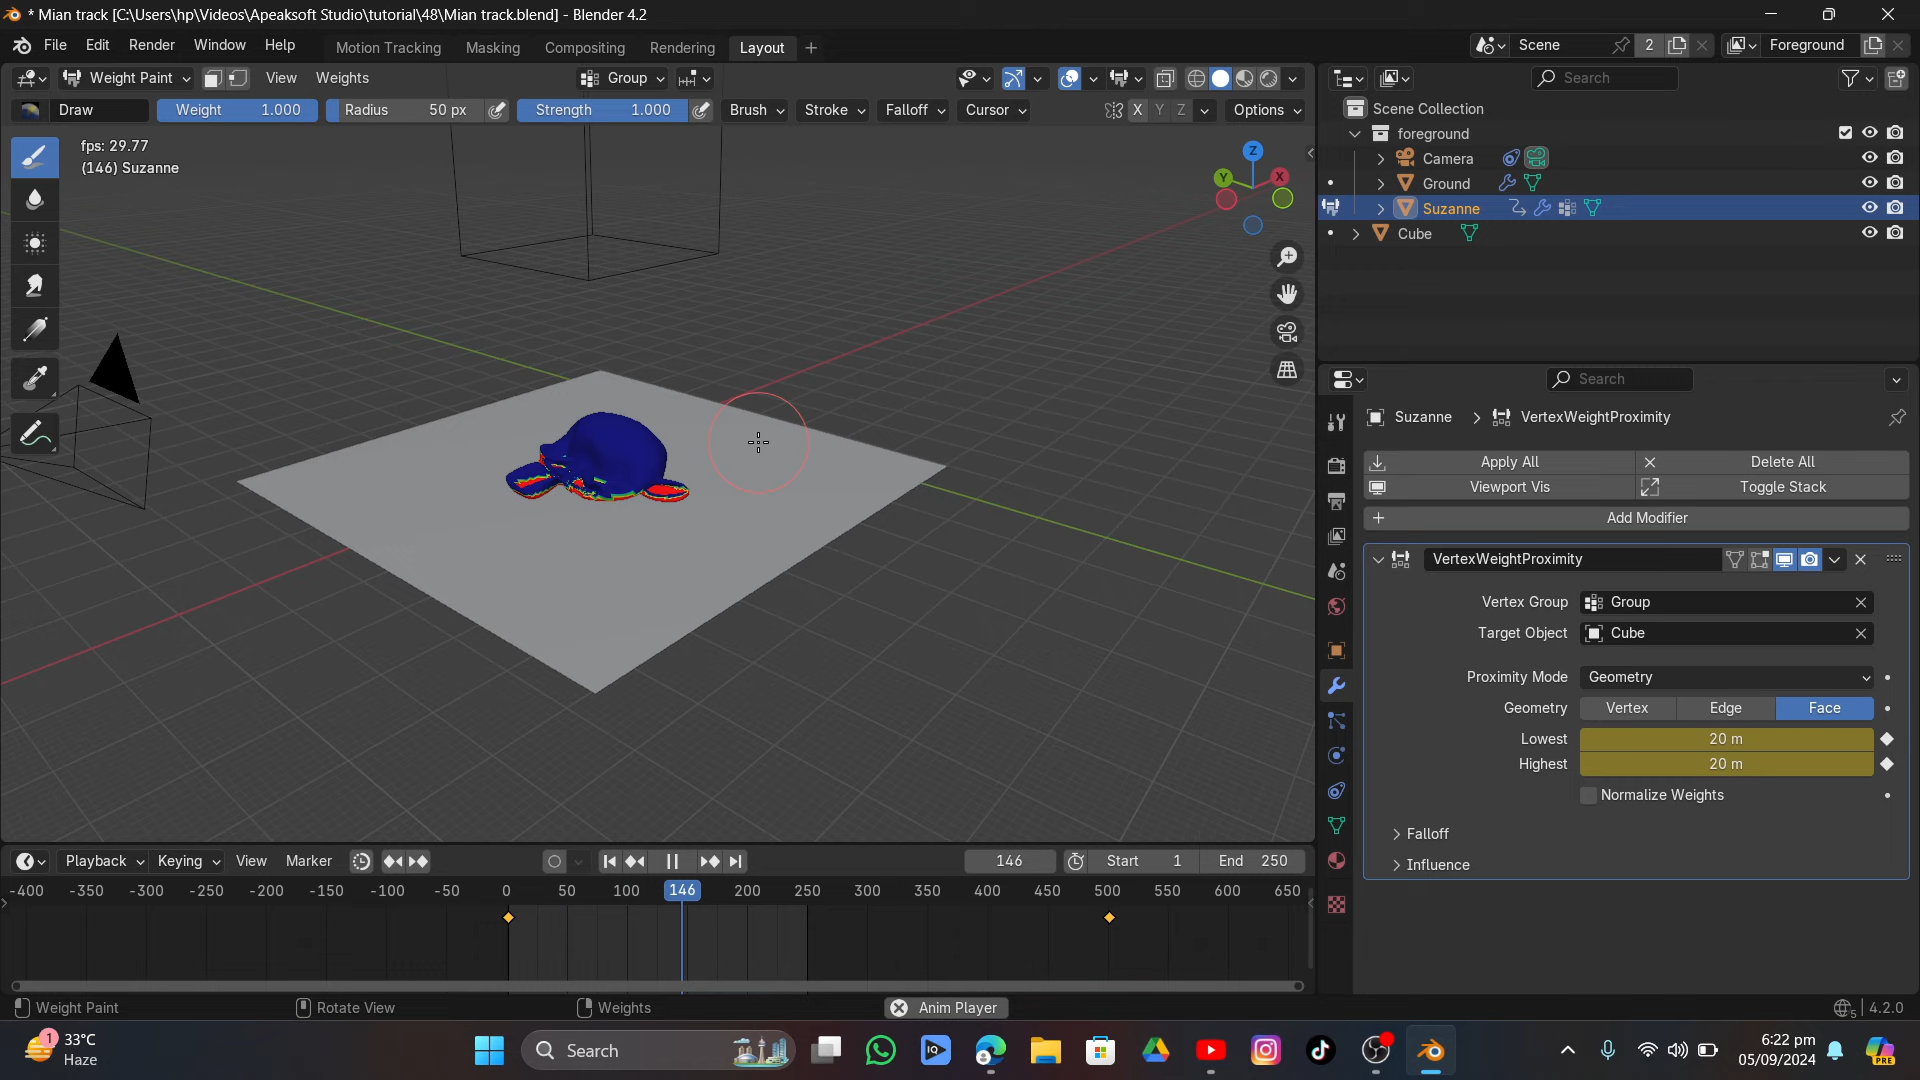 * Mian track [C:\Users\hp\Videos\Apeaksoft Studio\tutorial\48\Mian track.blend] - Blender 4.2
File Edit Render Window Help Motion Tracking Masking Compositing Rendering Layout + Scene 2 Foreground
Weight Paint View Weights Group Search
Draw Weight 1.000 Radius 50 px Strength 1.000 Brush Stroke Falloff Cursor X Y Z Options
Scene Collection
foreground
Camera
Ground
Suzanne
Cube
fps: 29.77
(146) Suzanne
Z
Y
X
Search
Suzanne > VertexWeightProximity
Apply All Delete All
Viewport Vis Toggle Stack
+ Add Modifier
VertexWeightProximity
Vertex Group Group
Target Object Cube
Proximity Mode Geometry
Geometry Vertex Edge Face
Lowest 20 m
Highest 20 m
Normalize Weights
Falloff
Influence
Playback Keying View Marker 146 Start 1 End 250
-400 -350 -300 -250 -200 -150 -100 -50 0 50 100 146 200 250 300 350 400 450 500 550 600 650
Weight Paint Rotate View Weights Anim Player 5 4.2.0
1 33°C
Haze
Search
IQ
6:22 pm
05/09/2024
PRE